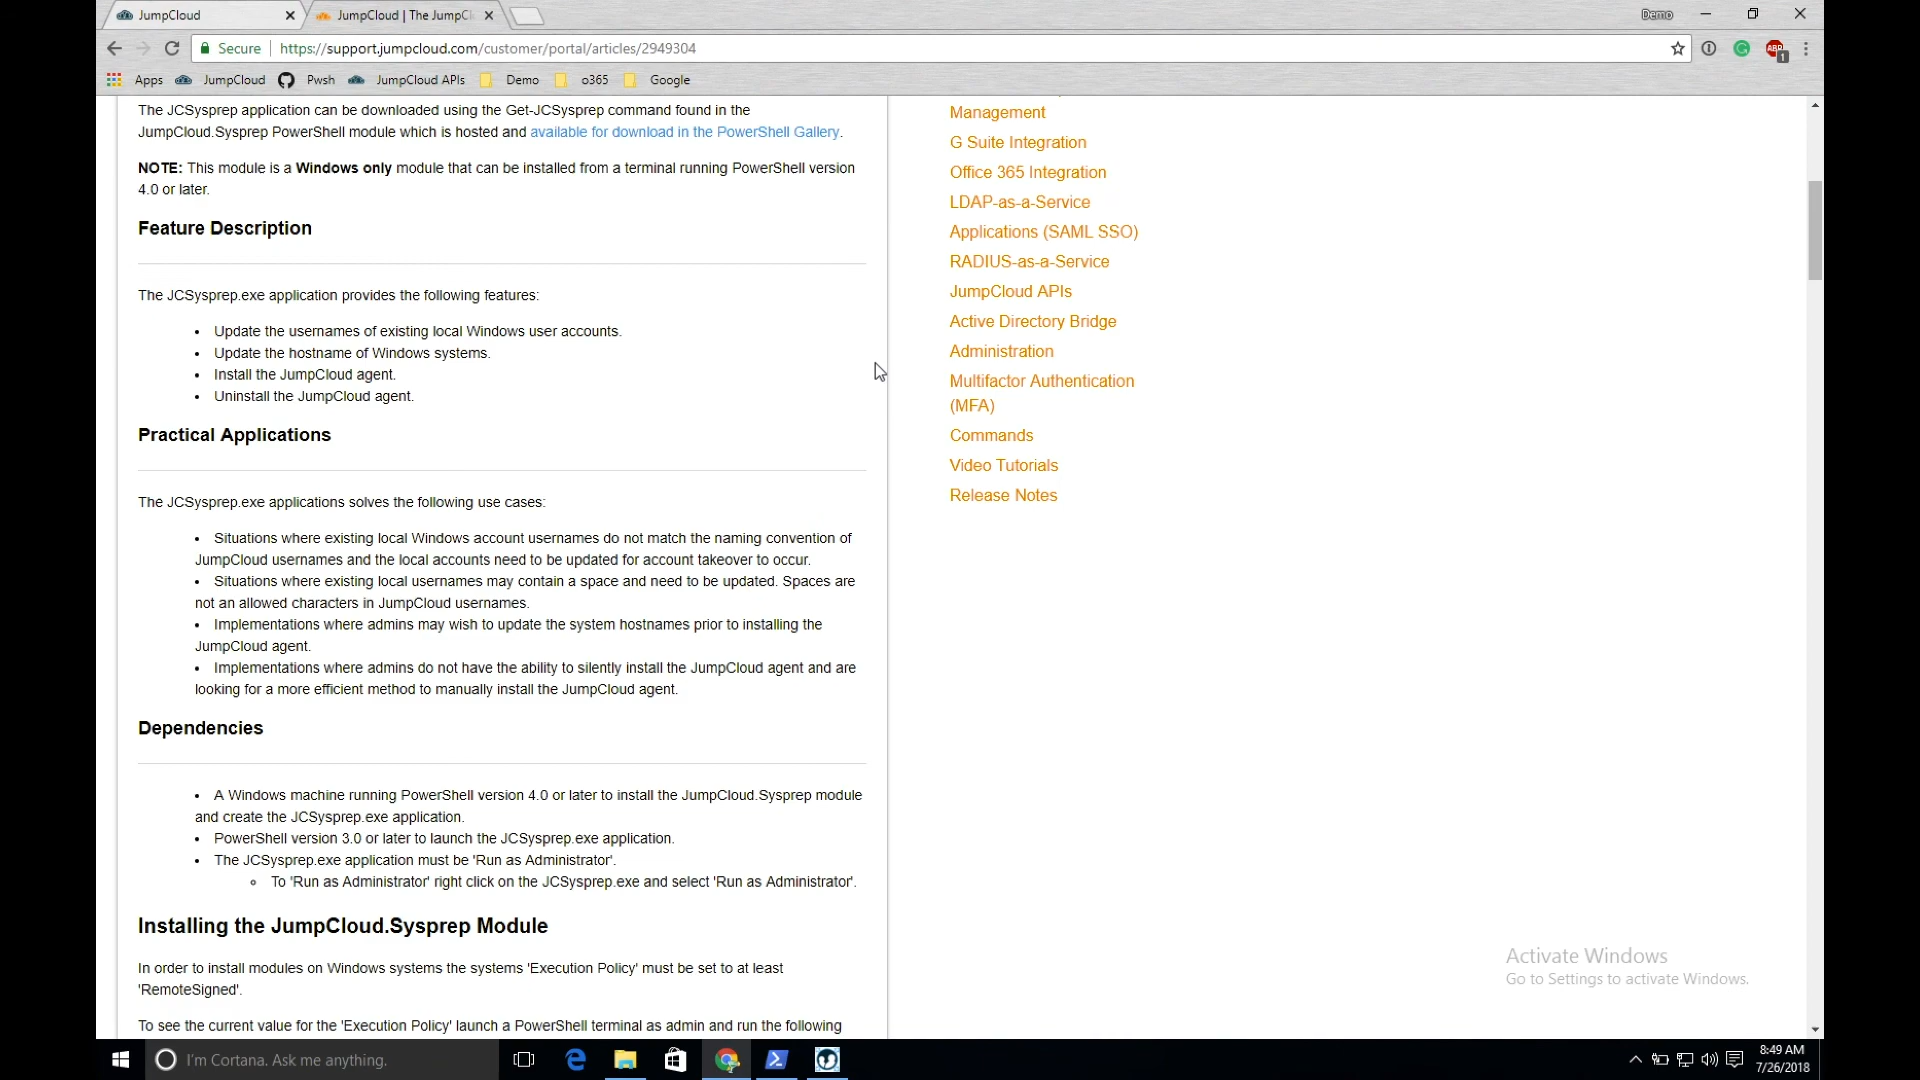 JumpCloud
JumpCloud | The JumpCl
Demo
Secure
https://support.jumpcloud.com/customer/portal/articles/2949304
ABP
1
Apps
JumpCloud
Pwsh
JumpCloud APIs
Demo
o365
Google
The JCSysprep application can be downloaded using the Get-JCSysprep command found in the
JumpCloud.Sysprep PowerShell module which is hosted and available for download in the PowerShell Gallery.
NOTE: This module is a Windows only module that can be installed from a terminal running PowerShell version
4.0 or later.
Feature Description
The JCSysprep.exe application provides the following features:
• Update the usernames of existing local Windows user accounts.
• Update the hostname of Windows systems.
• Install the JumpCloud agent.
• Uninstall the JumpCloud agent.
Practical Applications
The JCSysprep.exe applications solves the following use cases:
• Situations where existing local Windows account usernames do not match the naming convention of
JumpCloud usernames and the local accounts need to be updated for account takeover to occur.
• Situations where existing local usernames may contain a space and need to be updated. Spaces are
not an allowed characters in JumpCloud usernames.
• Implementations where admins may wish to update the system hostnames prior to installing the
JumpCloud agent.
• Implementations where admins do not have the ability to silently install the JumpCloud agent and are
looking for a more efficient method to manually install the JumpCloud agent.
Dependencies
• A Windows machine running PowerShell version 4.0 or later to install the JumpCloud.Sysprep module
and create the JCSysprep.exe application.
• PowerShell version 3.0 or later to launch the JCSysprep.exe application.
• The JCSysprep.exe application must be 'Run as Administrator'.
◦ To 'Run as Administrator' right click on the JCSysprep.exe and select 'Run as Administrator'.
Installing the JumpCloud.Sysprep Module
In order to install modules on Windows systems the systems 'Execution Policy' must be set to at least
'RemoteSigned'.
To see the current value for the 'Execution Policy' launch a PowerShell terminal as admin and run the following
Management
G Suite Integration
Office 365 Integration
LDAP-as-a-Service
Applications (SAML SSO)
RADIUS-as-a-Service
JumpCloud APIs
Active Directory Bridge
Administration
Multifactor Authentication
(MFA)
Commands
Video Tutorials
Release Notes
Activate Windows
Go to Settings to activate Windows.
I'm Cortana. Ask me anything.
8:49 AM
7/26/2018